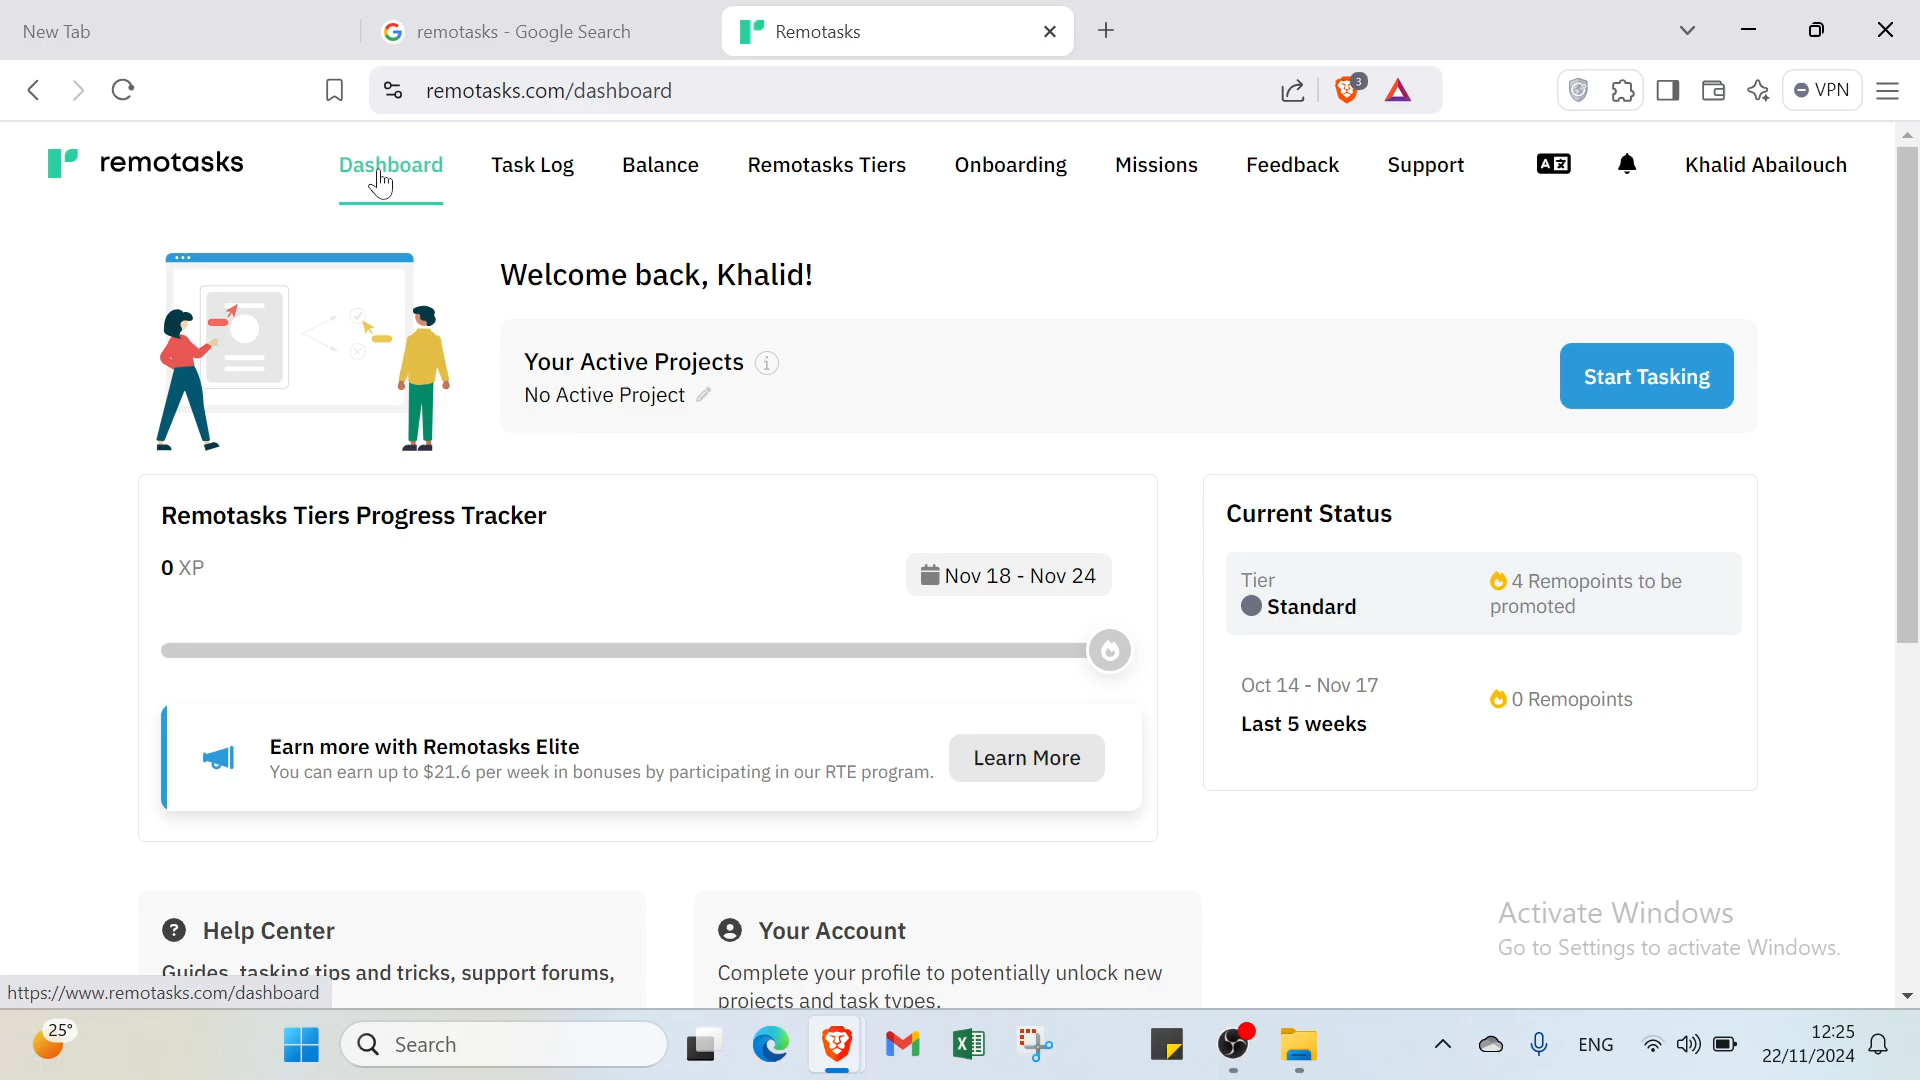 New Tab
remotasks - Google Search
Remotasks
remotasks.com/dashboard
3
VPN
remotasks
Dashboard
Task Log
Balance
Remotasks Tiers
Onboarding
Missions
Feedback
Support
Khalid Abailouch
Welcome back, Khalid!
Your Active Projects
No Active Project
Start Tasking
Remotasks Tiers Progress Tracker
0 XP
Nov 18 - Nov 24
Earn more with Remotasks Elite
You can earn up to $21.6 per week in bonuses by participating in our RTE program.
Learn More
Current Status
Tier
Standard
4 Remopoints to be
promoted
Oct 14 - Nov 17
Last 5 weeks
0 Remopoints
Help Center
Guides, tasking tips and tricks, support forums,
Your Account
Complete your profile to potentially unlock new
projects and task types.
Activate Windows
Go to Settings to activate Windows.
https://www.remotasks.com/dashboard
25°
Search
ENG
12:25
22/11/2024